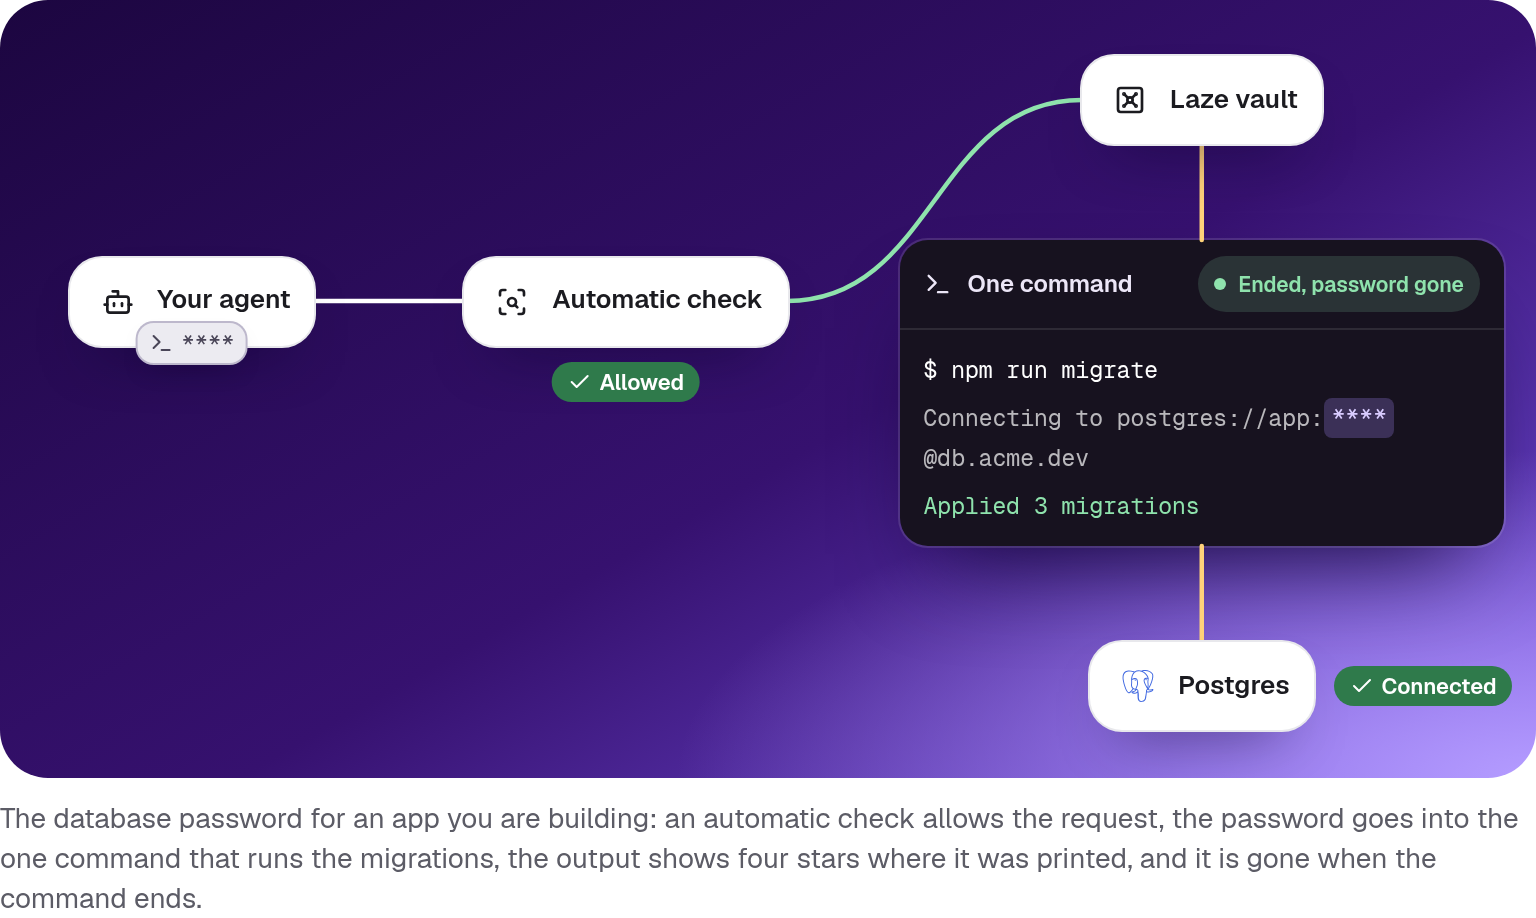 Laze vault
Your agent
>_ ****
Automatic check
Allowed
>_ One command
Ended, password gone
$ npm run migrate
Connecting to postgres://app:****
@db.acme.dev
Applied 3 migrations
Postgres
Connected
The database password for an app you are building: an automatic check allows the request, the password goes into the
one command that runs the migrations, the output shows four stars where it was printed, and it is gone when the
command ends.